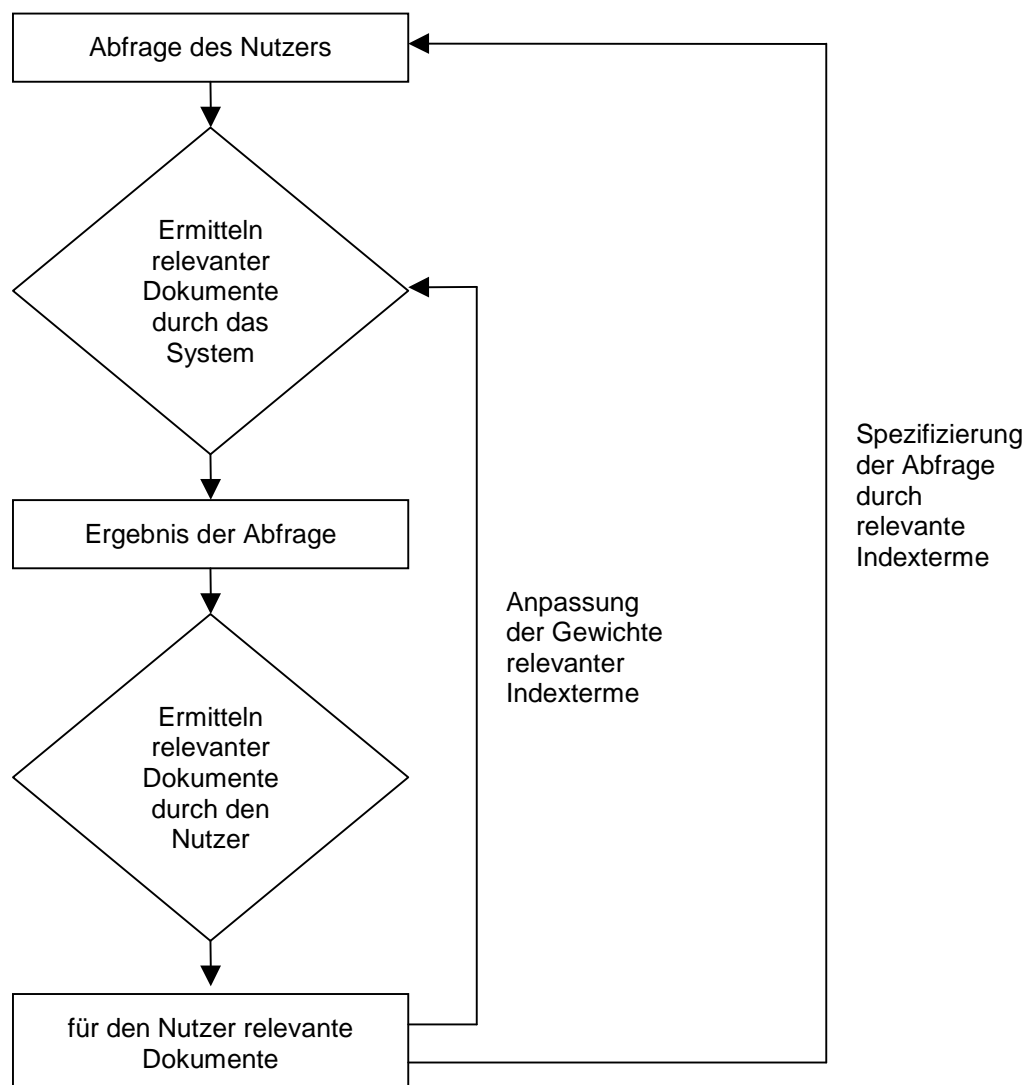 Abfrage des Nutzers
Ermitteln
relevanter
Dokumente
durch das
System
Ergebnis der Abfrage
Ermitteln
relevanter
Dokumente
durch den
Nutzer
für den Nutzer relevante
Dokumente
Anpassung
der Gewichte
relevanter
Indexterme
Spezifizierung
der Abfrage
durch
relevante
Indexterme